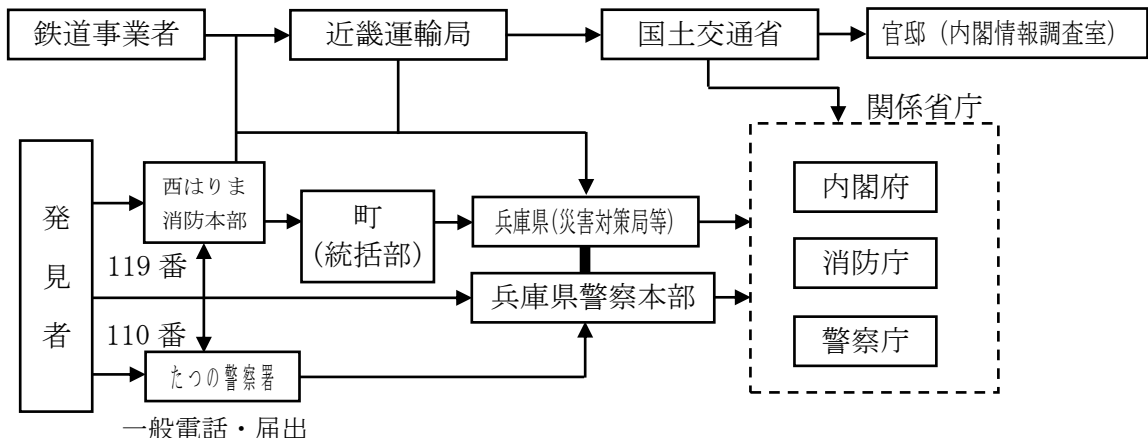 鉄道事業者
近畿運輸局
国土交通省
官邸（内閣情報調査室）
関係省庁
発見者
西はりま
消防本部
町
(統括部)
兵庫県(災害対策局等)
内閣府
119 番
消防庁
兵庫県警察本部
110 番
警察庁
たつの警察署
一般電話・届出